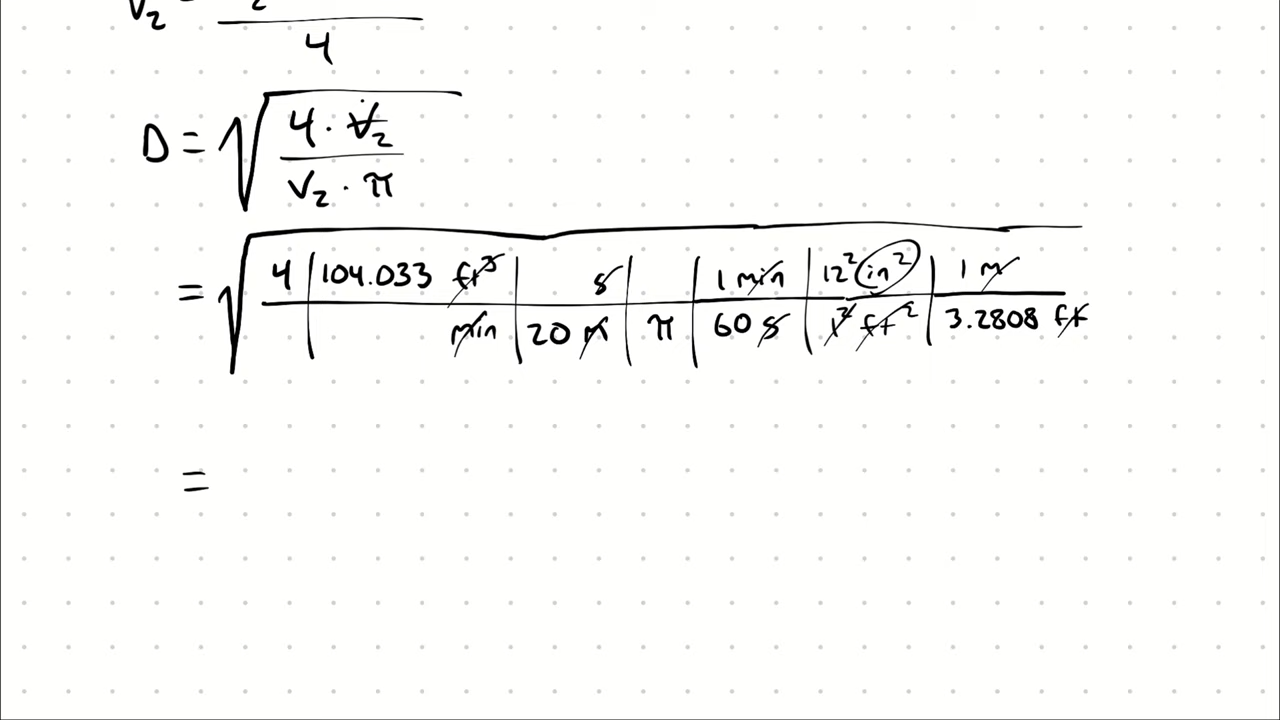 V₂ = 2
4
D = √
4 · V̇₂
V₂ · π
= √
4 | 104.033 ft³ | s | | 1 min | 12² in² | 1 m
min | 20 m | π | 60 s | 1² ft² | 3.2808 ft
=